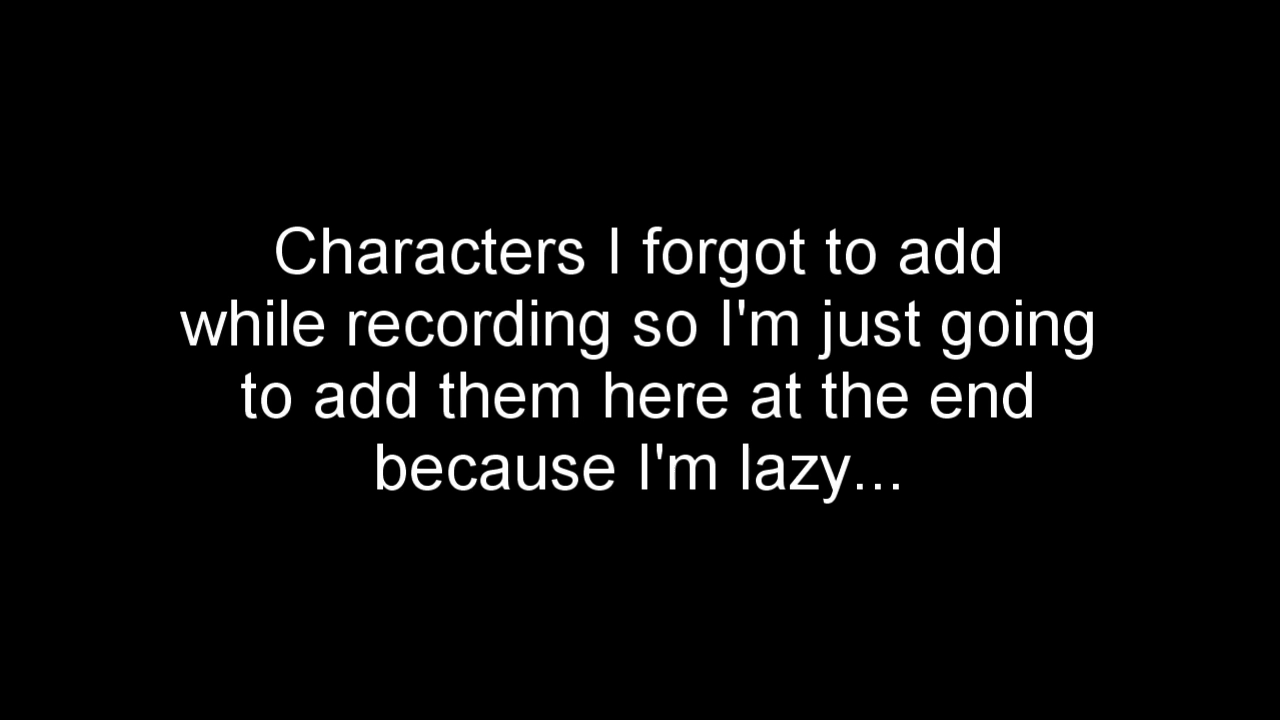 Characters I forgot to add
while recording so I'm just going
to add them here at the end
because I'm lazy...